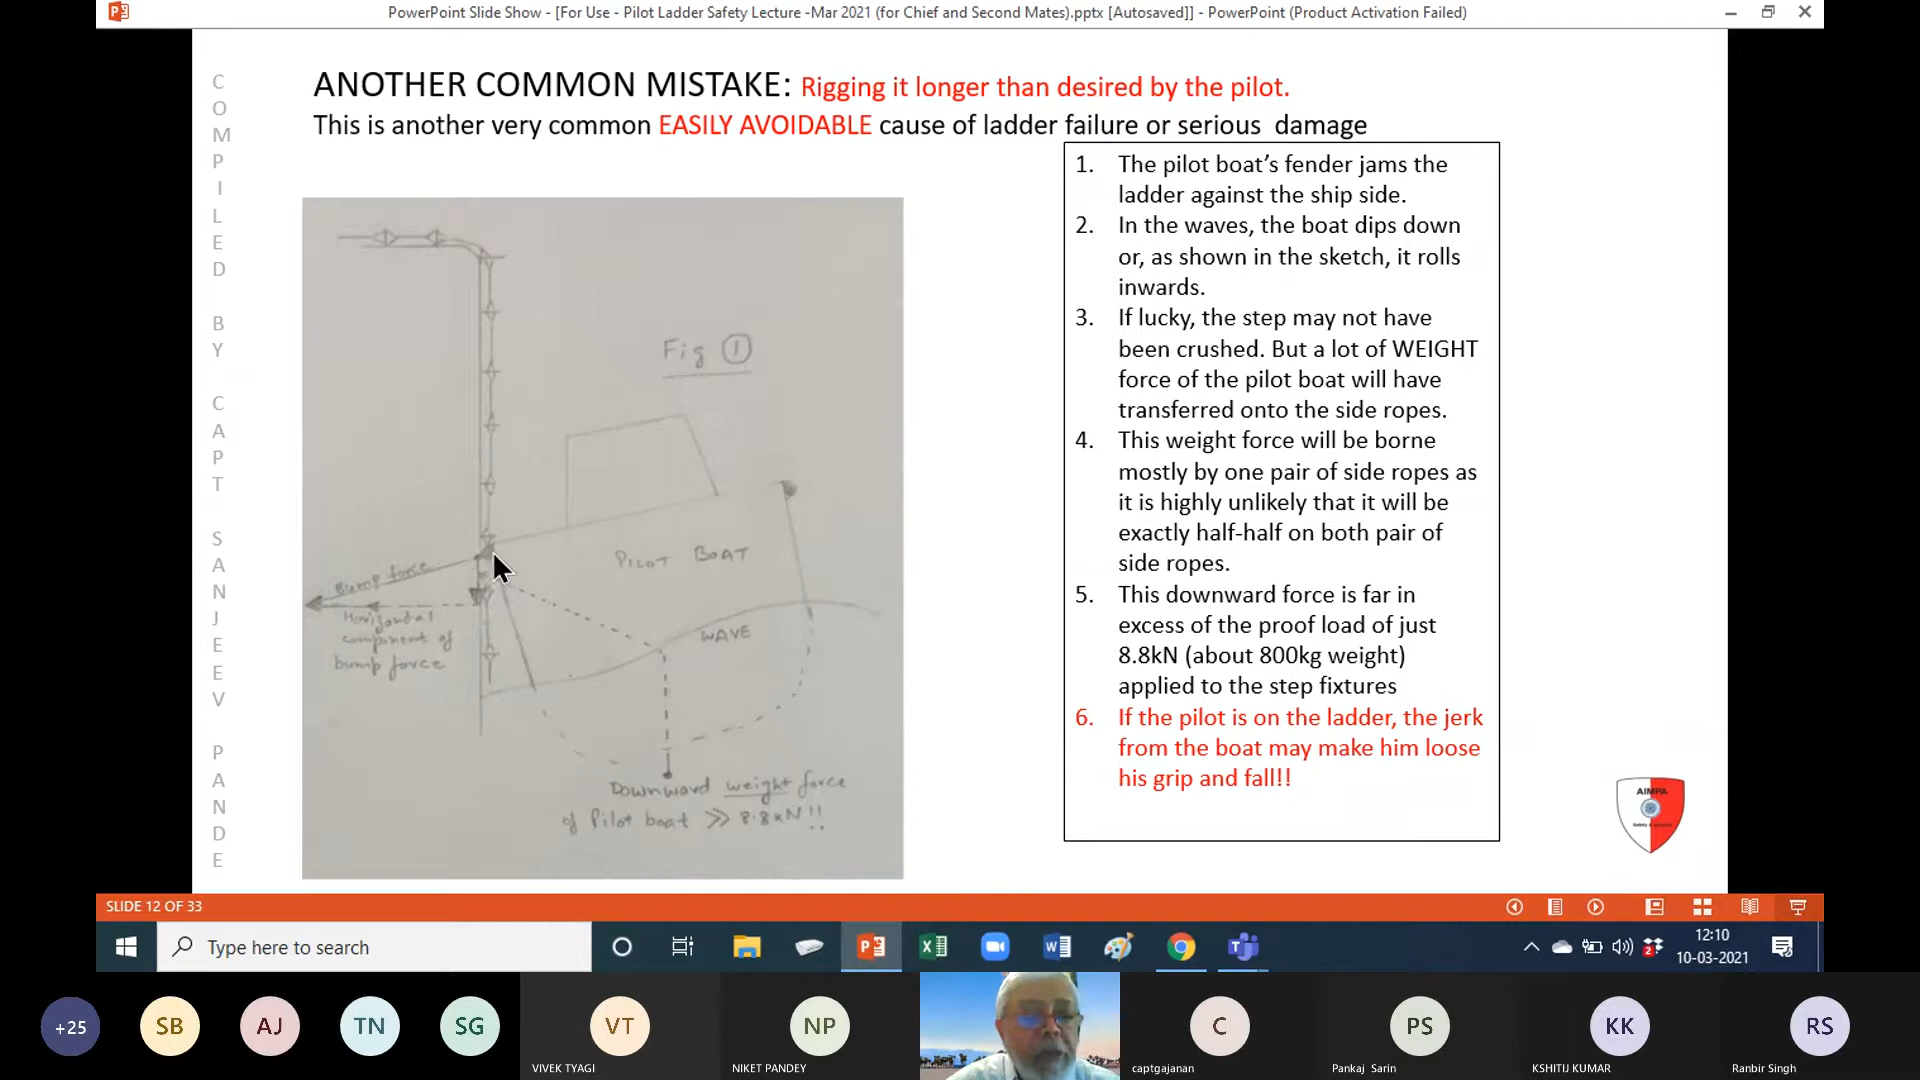 PowerPoint Slide Show - [For Use - Pilot Ladder Safety Lecture -Mar 2021 (for Chief and Second Mates).pptx [Autosaved]] - PowerPoint (Product Activation Failed)
COMPILED BY CAPT SANJEEV PANDE
ANOTHER COMMON MISTAKE: Rigging it longer than desired by the pilot.
This is another very common EASILY AVOIDABLE cause of ladder failure or serious damage
Fig 1
PILOT BOAT
Bump force
Horizontal
component of
bump force
WAVE
Downward weight force
of Pilot boat >> 8.8kN!!
1. The pilot boat's fender jams the
ladder against the ship side.
2. In the waves, the boat dips down
or, as shown in the sketch, it rolls
inwards.
3. If lucky, the step may not have
been crushed. But a lot of WEIGHT
force of the pilot boat will have
transferred onto the side ropes.
4. This weight force will be borne
mostly by one pair of side ropes as
it is highly unlikely that it will be
exactly half-half on both pair of
side ropes.
5. This downward force is far in
excess of the proof load of just
8.8kN (about 800kg weight)
applied to the step fixtures
6. If the pilot is on the ladder, the jerk
from the boat may make him loose
his grip and fall!!
AIMPA
SLIDE 12 OF 33
Type here to search
2
12:10
10-03-2021
+25
SB
AJ
TN
SG
VT
VIVEK TYAGI
NP
NIKET PANDEY
C
captgajanan
PS
Pankaj Sarin
KK
KSHITIJ KUMAR
RS
Ranbir Singh